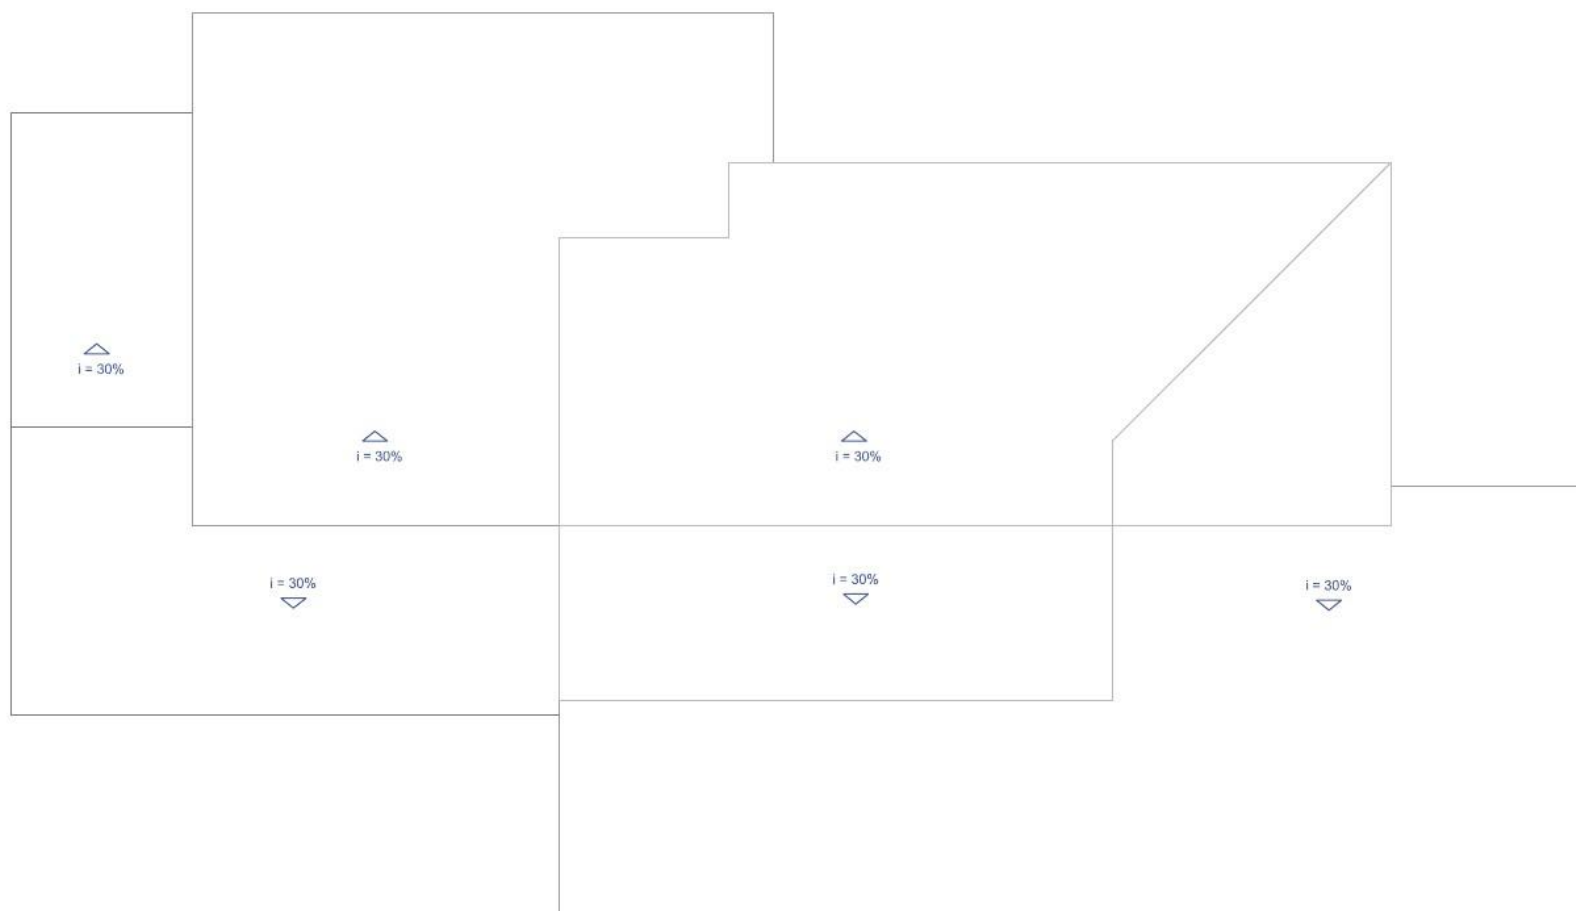 i = 30%
i = 30%
i = 30%
i = 30%
i = 30%
i = 30%